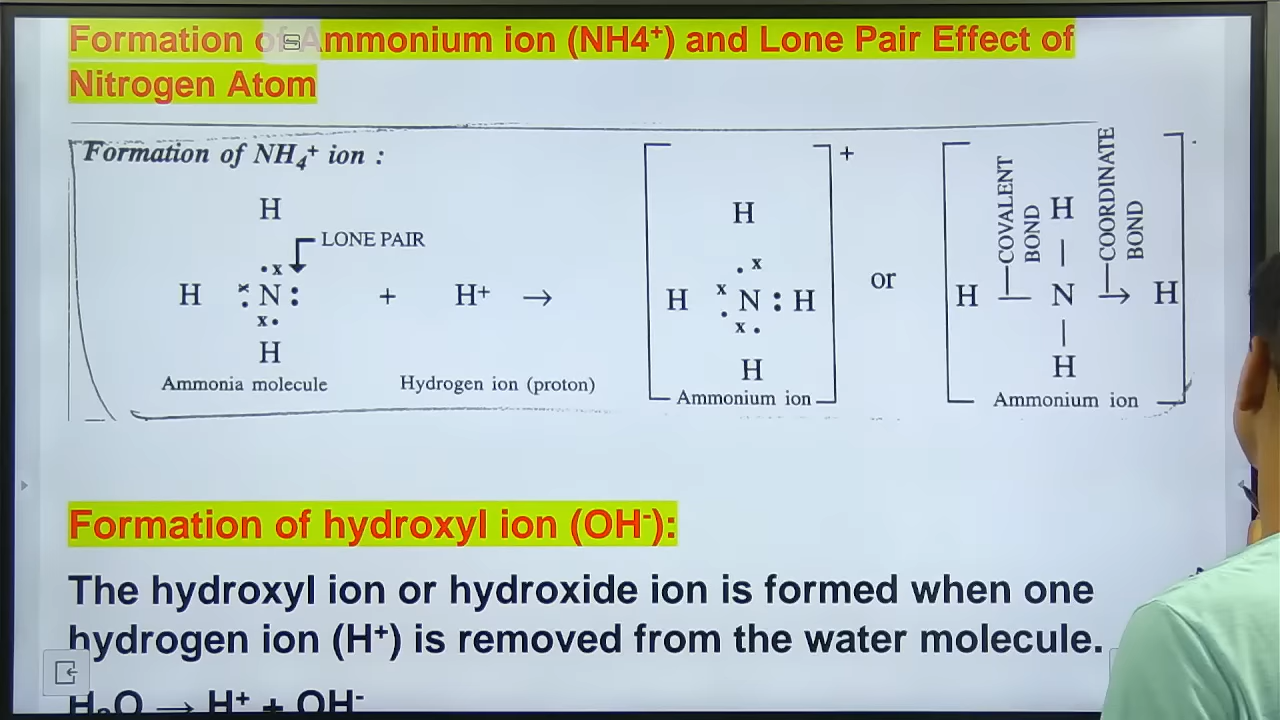 Formation of Ammonium ion (NH4⁺) and Lone Pair Effect of
Nitrogen Atom
Formation of NH₄⁺ ion :
H
LONE PAIR
•x
H x• N : + H⁺ →
x•
H
Ammonia molecule
Hydrogen ion (proton)
+
H
• x
H x• N : H
x •
H
Ammonium ion
or
COVALENT
BOND
COORDINATE
BOND
H
|
H — N → H
|
H
Ammonium ion
Formation of hydroxyl ion (OH⁻):
The hydroxyl ion or hydroxide ion is formed when one
hydrogen ion (H⁺) is removed from the water molecule.
H₂O → H⁺ + OH⁻